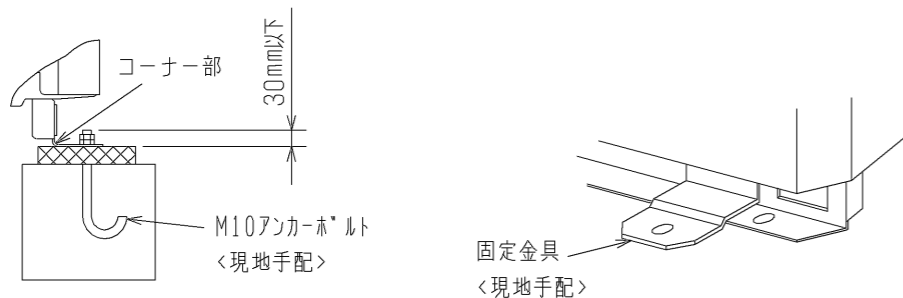 コーナー部
30mm以下
M10アンカーボルト
<現地手配>
固定金具
<現地手配>